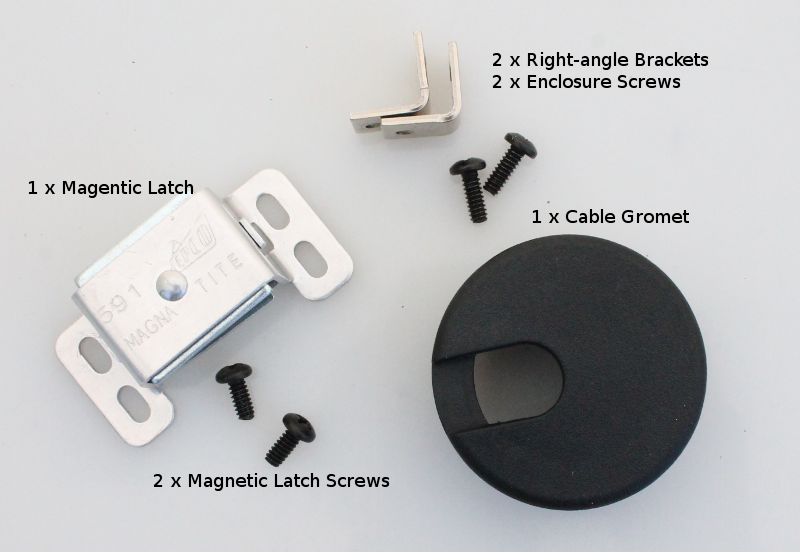 2 x Right-angle Brackets
2 x Enclosure Screws
1 x Magentic Latch
1 x Cable Gromet
591
MAGNA TITE
2 x Magnetic Latch Screws